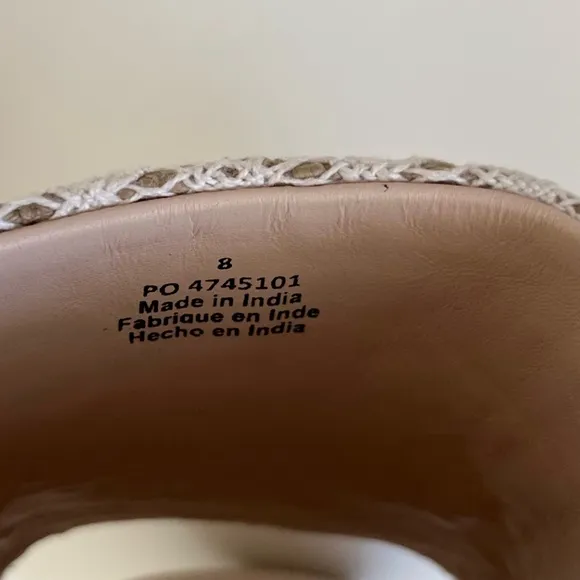 8
PO 4745101
Made in India
Fabrique en Inde
Hecho en India